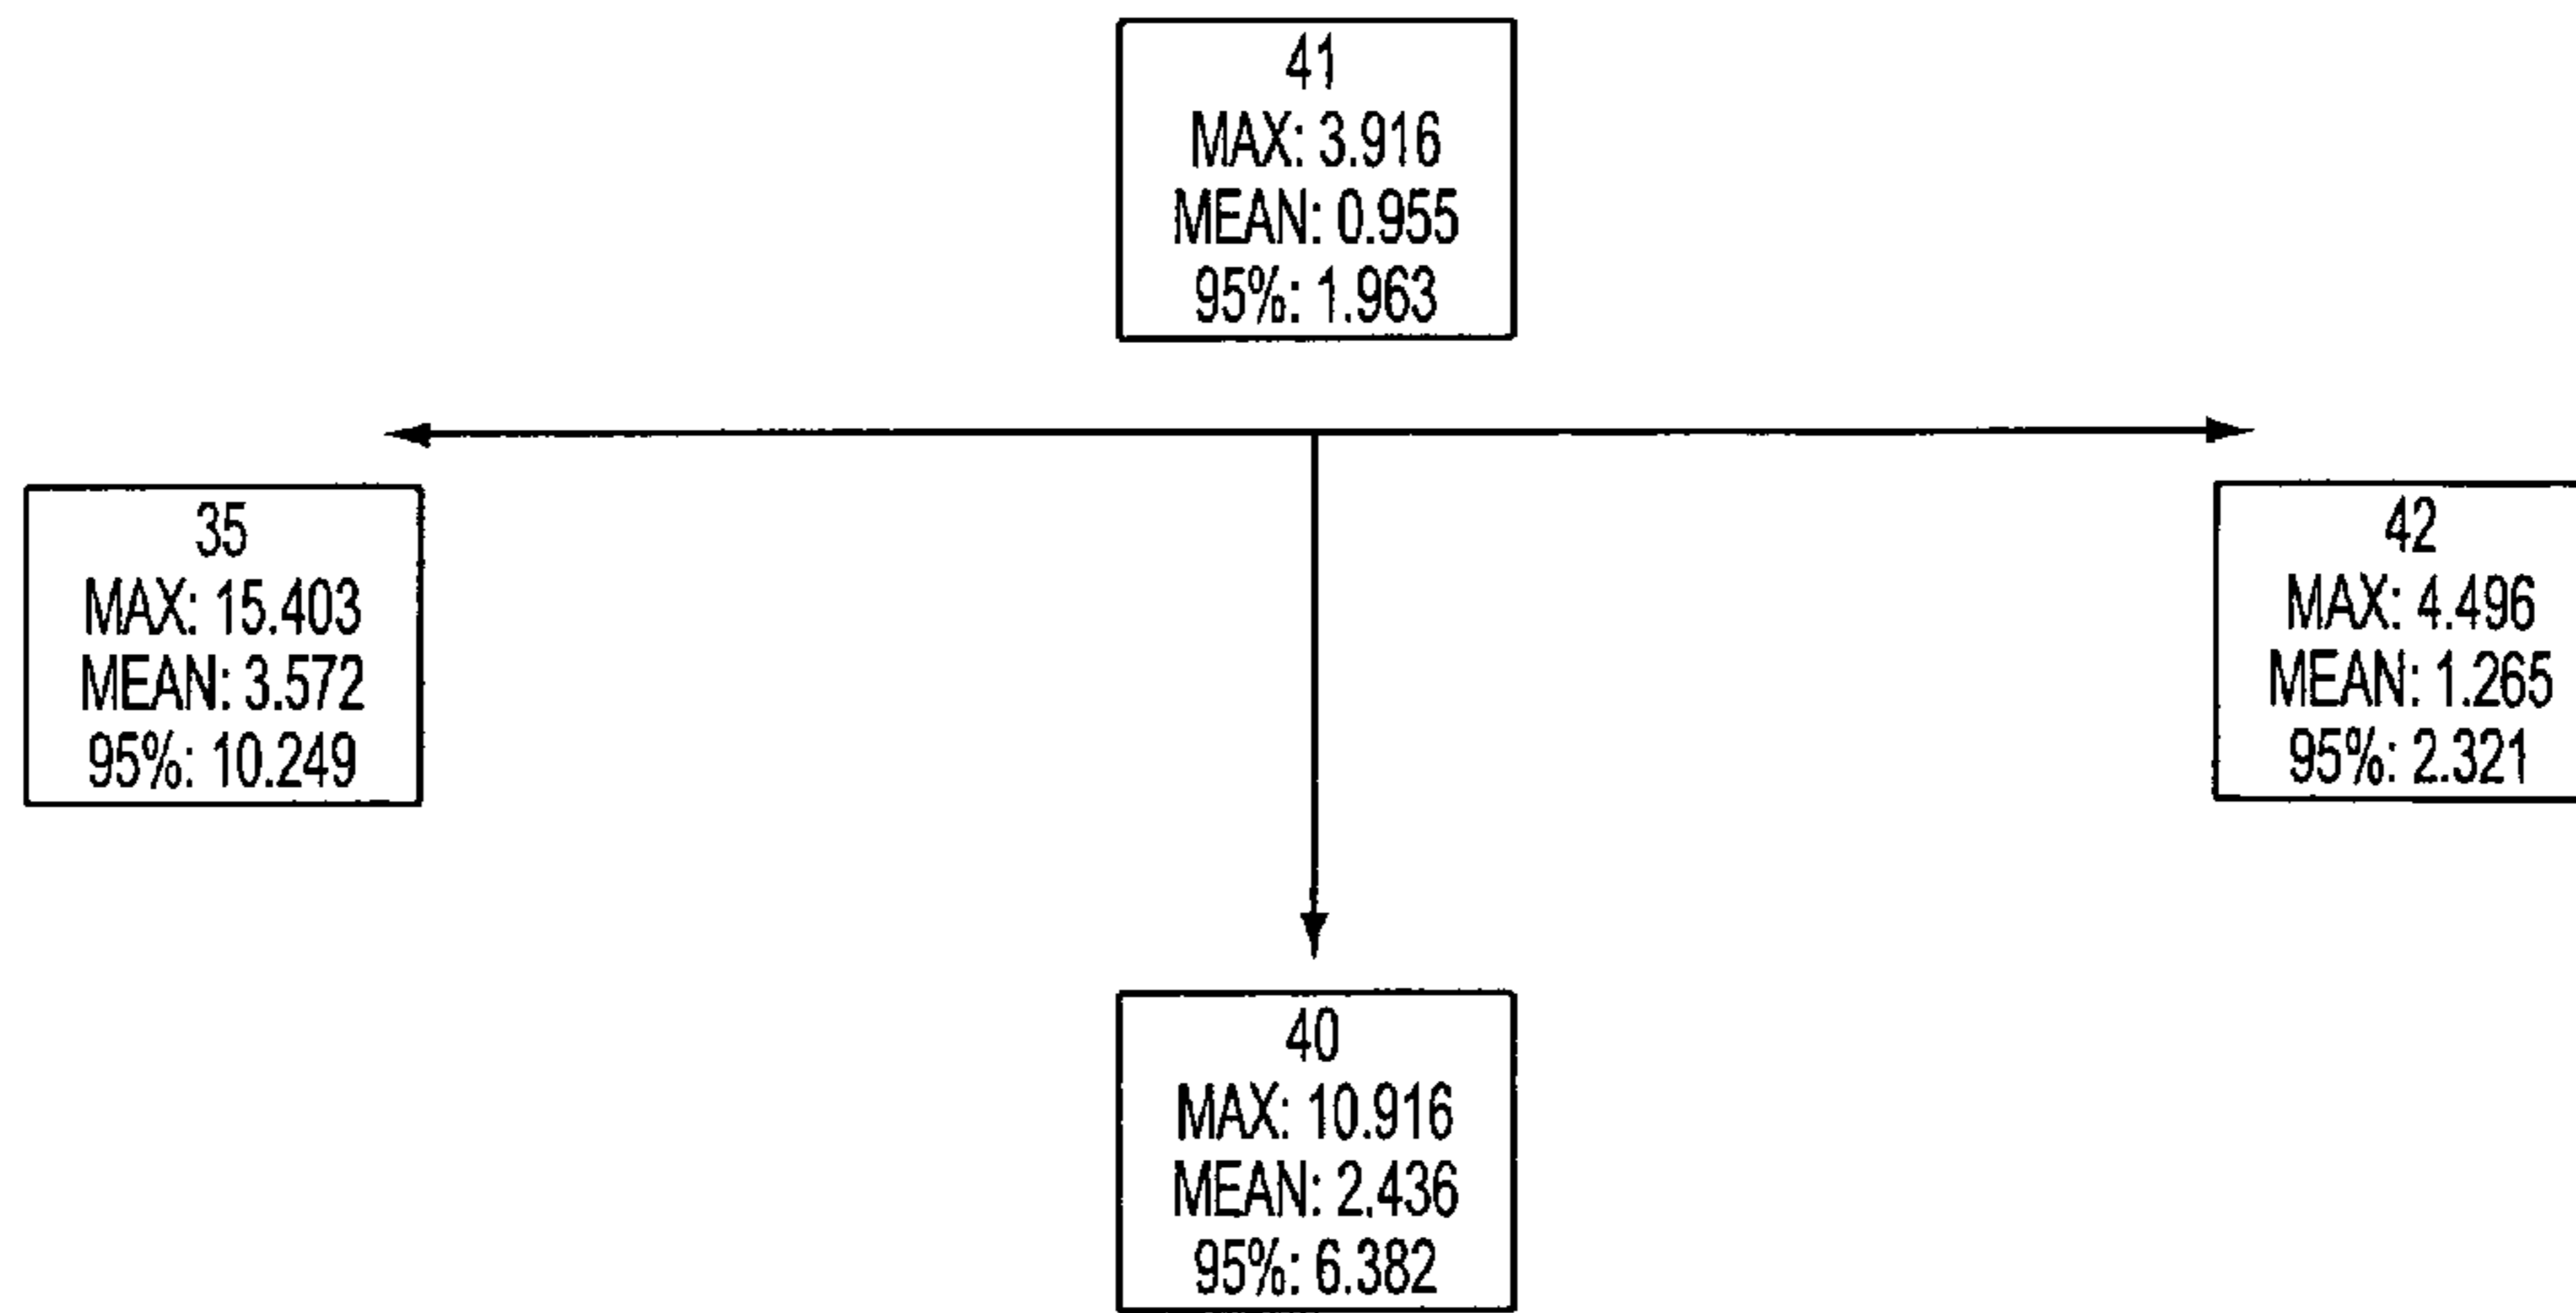 41
MAX: 3.916
MEAN: 0.955
95%: 1.963
35
MAX: 15.403
MEAN: 3.572
95%: 10.249
42
MAX: 4.496
MEAN: 1.265
95%: 2.321
40
MAX: 10.916
MEAN: 2.436
95%: 6.382